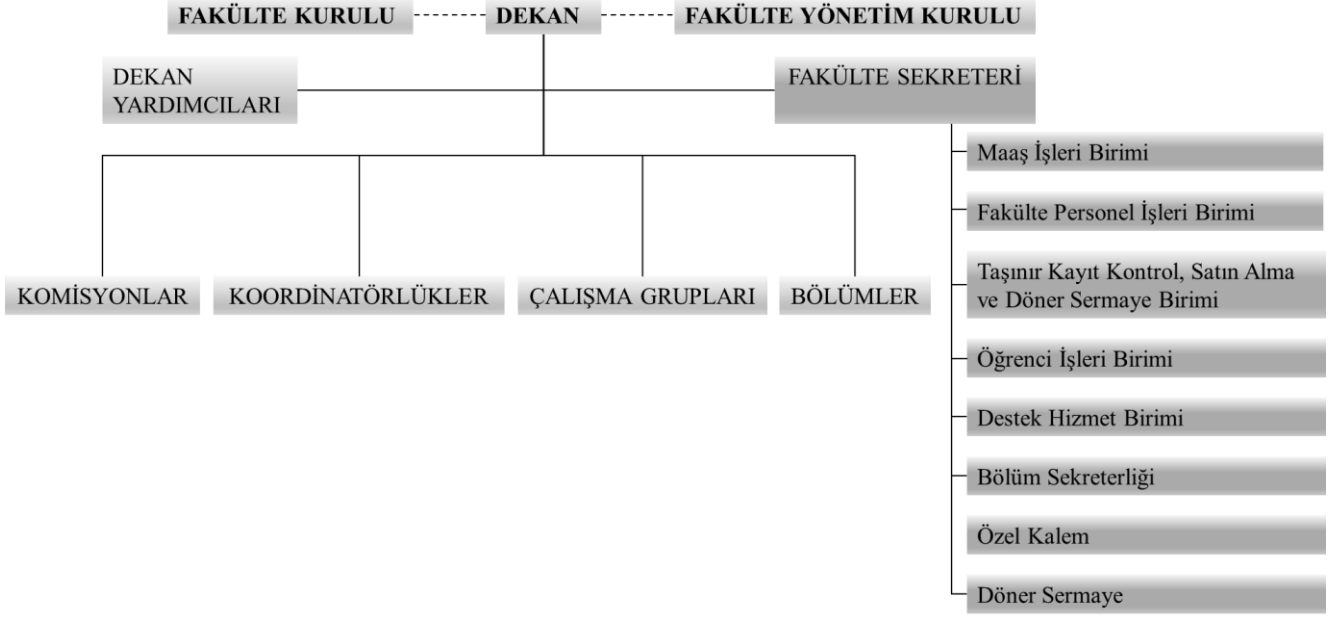 FAKÜLTE KURULU
DEKAN
FAKÜLTE YÖNETİM KURULU
DEKAN
YARDIMCILARI
FAKÜLTE SEKRETERİ
Maaş İşleri Birimi
Fakülte Personel İşleri Birimi
Taşınır Kayıt Kontrol, Satın Alma
ve Döner Sermaye Birimi
Öğrenci İşleri Birimi
Destek Hizmet Birimi
Bölüm Sekreterliği
Özel Kalem
Döner Sermaye
KOMİSYONLAR
KOORDİNATÖRLÜKLER
ÇALIŞMA GRUPLARI
BÖLÜMLER